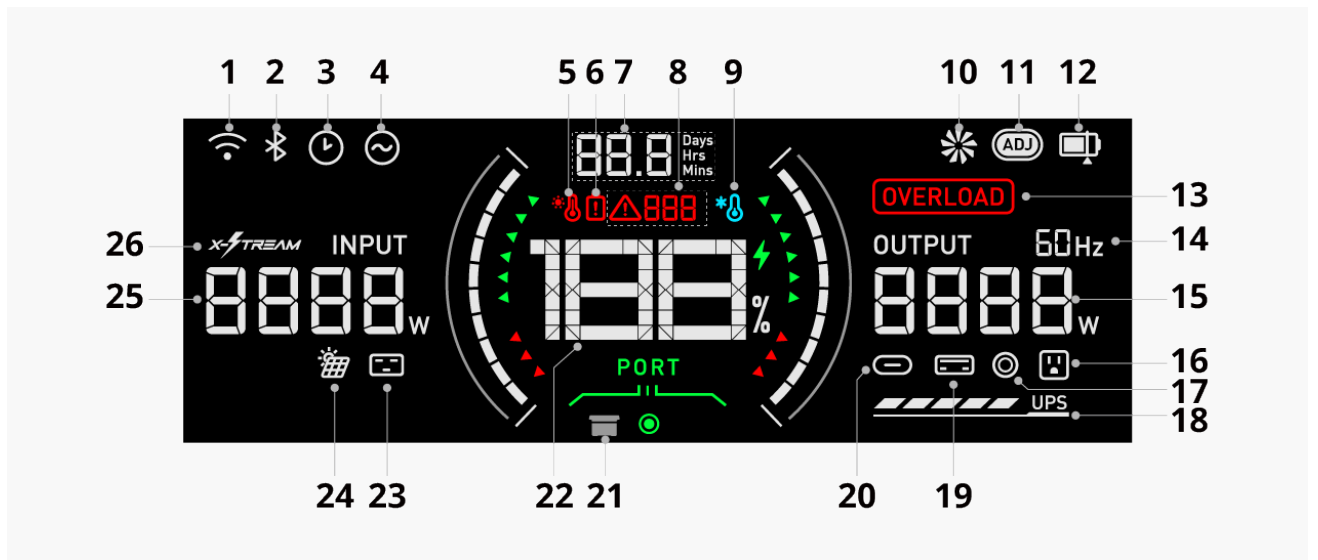 1 2 3 4 5 6 7 8 9 10 11 12
88.8 Days
Hrs
Mins
ADJ
888
OVERLOAD 13
26 X-STREAM INPUT OUTPUT 60Hz 14
25 8888 W 188 % 8888 W 15
PORT
16
17
UPS
18
24 23 22 21 20 19